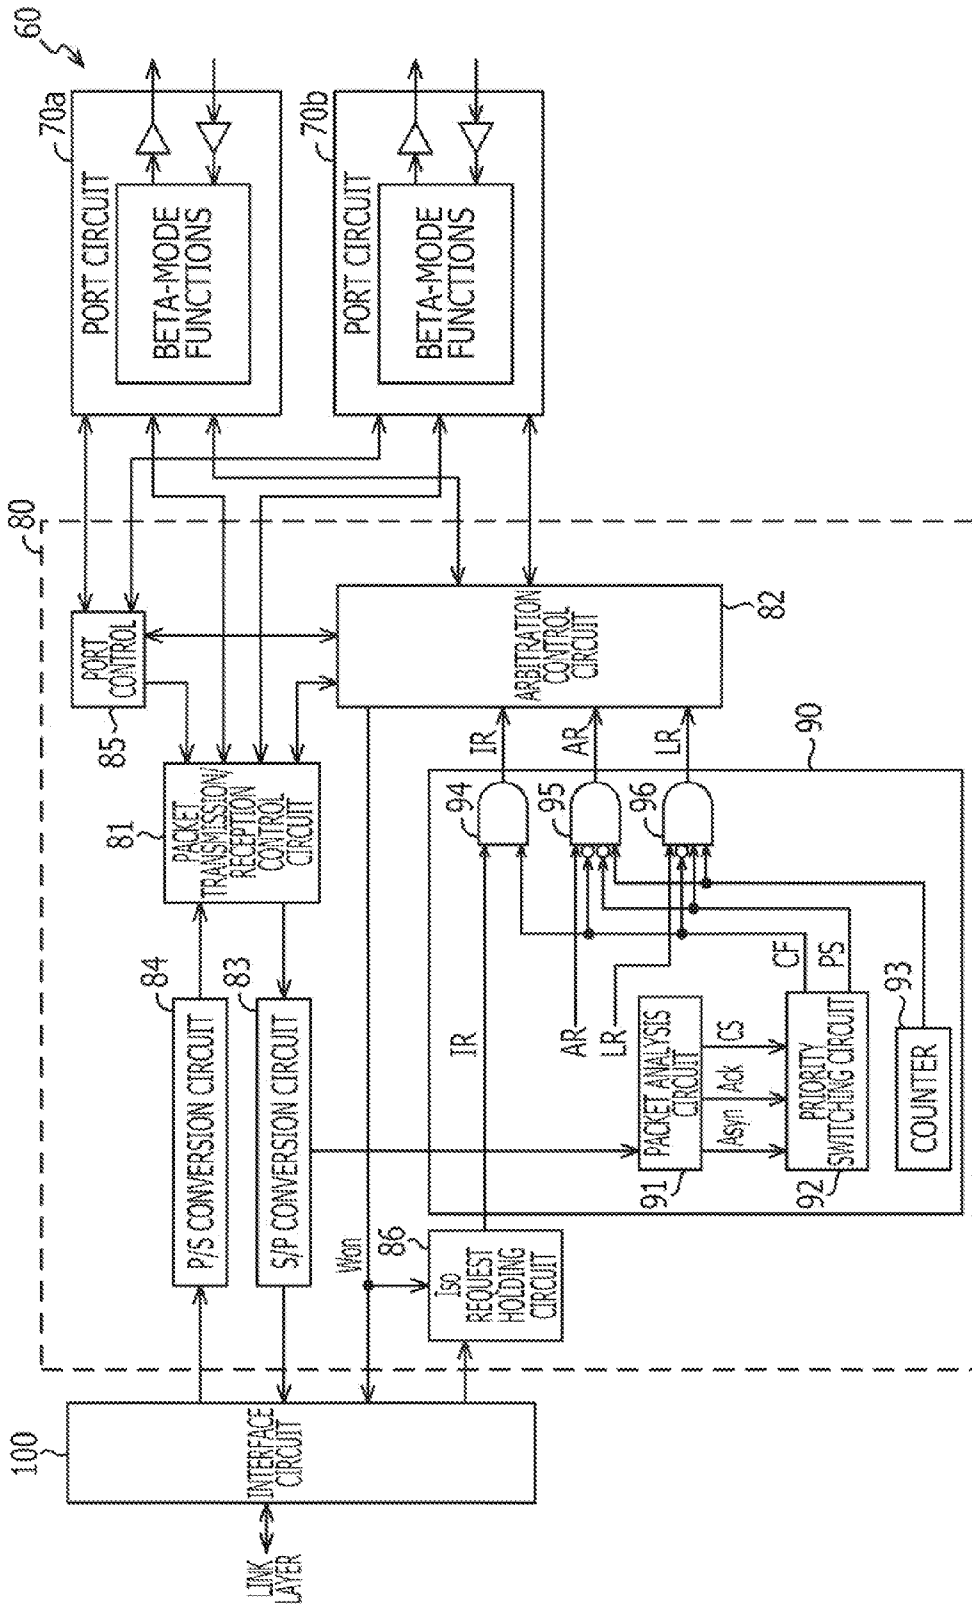 60
70a
PORT CIRCUIT
BETA-MODE
FUNCTIONS
70b
PORT CIRCUIT
BETA-MODE
FUNCTIONS
80
PORT
CONTROL
85
ARBITRATION
CONTROL
CIRCUIT
82
81
PACKET
TRANSMISSION/
RECEPTION
CONTROL
CIRCUIT
IR
AR
LR
90
94
95
96
84
P/S CONVERSION CIRCUIT
83
S/P CONVERSION CIRCUIT
IR
AR
LR
CF
PS
PACKET ANALYSIS
CIRCUIT
91
CS
Ack
Asyn
PRIORITY
SWITCHING CIRCUIT
92
93
COUNTER
Won
86
Iso
REQUEST
HOLDING
CIRCUIT
100
INTERFACE
CIRCUIT
LINK
LAYER